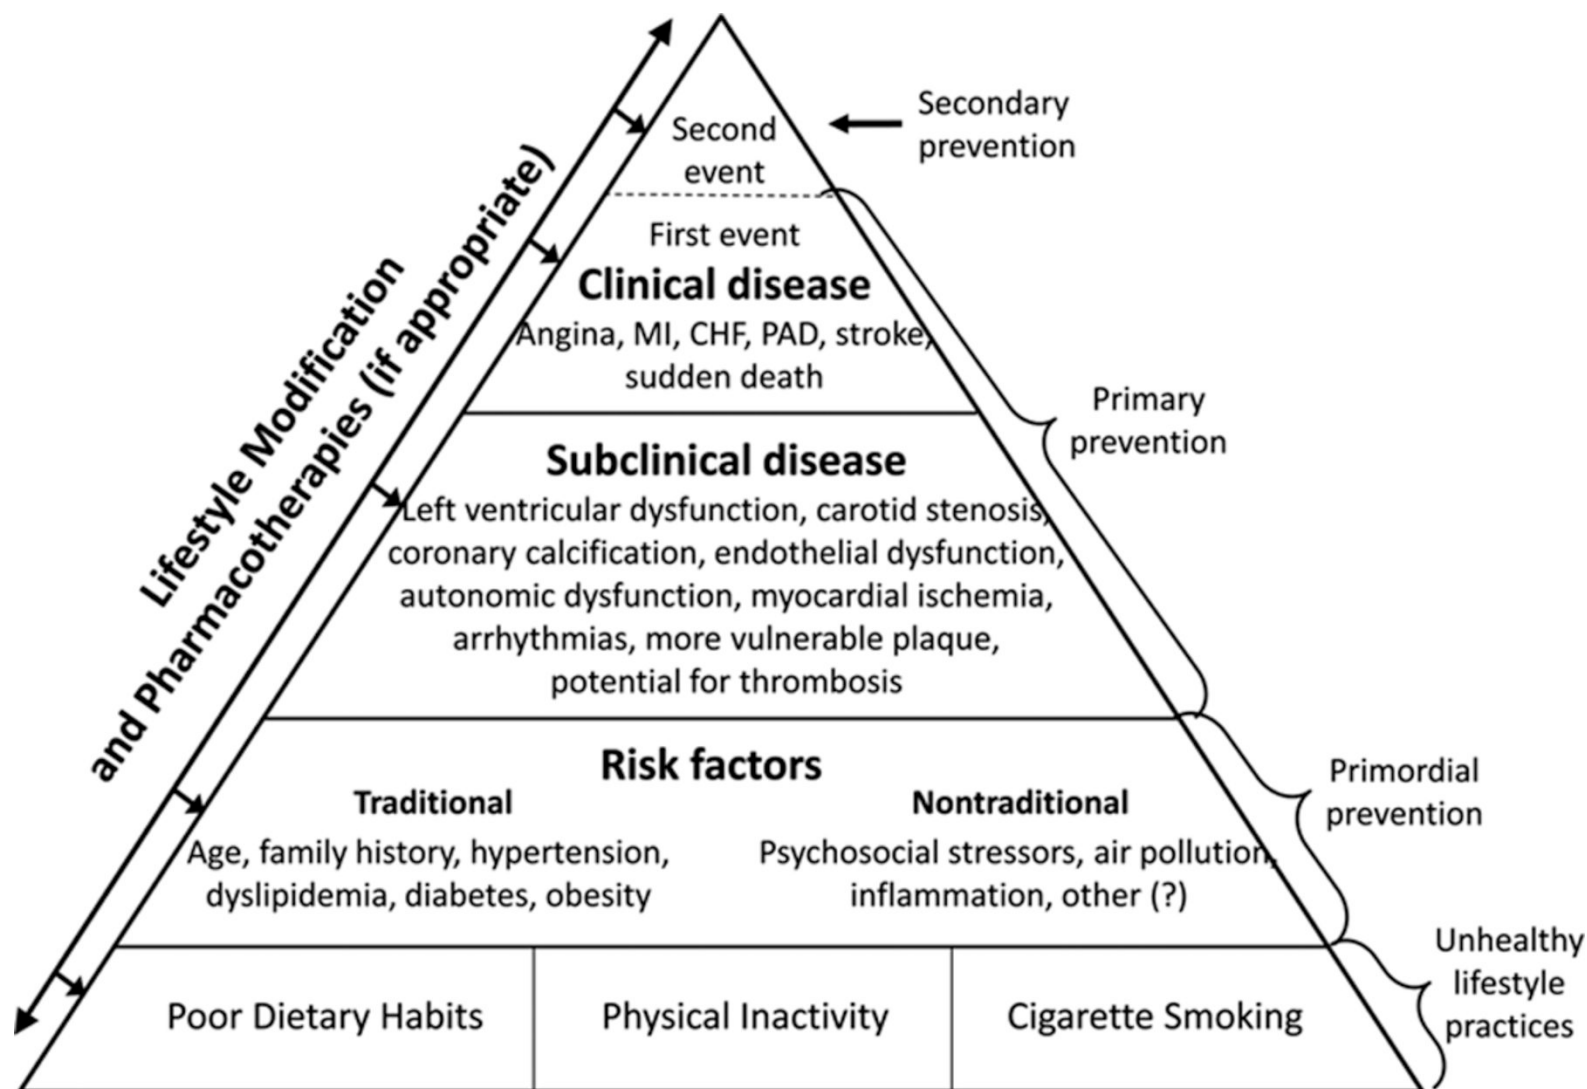 Secondary
prevention
Second
event
First event
Clinical disease
Angina, MI, CHF, PAD, stroke,
sudden death
Primary
prevention
Lifestyle Modification
and Pharmacotherapies (if appropriate)
Subclinical disease
Left ventricular dysfunction, carotid stenosis,
coronary calcification, endothelial dysfunction,
autonomic dysfunction, myocardial ischemia,
arrhythmias, more vulnerable plaque,
potential for thrombosis
Risk factors
Traditional
Age, family history, hypertension,
dyslipidemia, diabetes, obesity
Nontraditional
Psychosocial stressors, air pollution,
inflammation, other (?)
Primordial
prevention
Poor Dietary Habits
Physical Inactivity
Cigarette Smoking
Unhealthy
lifestyle
practices